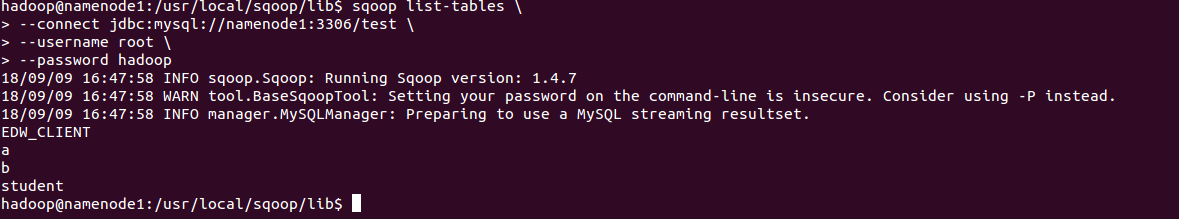 hadoop@namenode1:/usr/local/sqoop/lib$ sqoop list-tables \
> --connect jdbc:mysql://namenode1:3306/test \
> --username root \
> --password hadoop
18/09/09 16:47:58 INFO sqoop.Sqoop: Running Sqoop version: 1.4.7
18/09/09 16:47:58 WARN tool.BaseSqoopTool: Setting your password on the command-line is insecure. Consider using -P instead.
18/09/09 16:47:58 INFO manager.MySQLManager: Preparing to use a MySQL streaming resultset.
EDW_CLIENT
a
b
student
hadoop@namenode1:/usr/local/sqoop/lib$